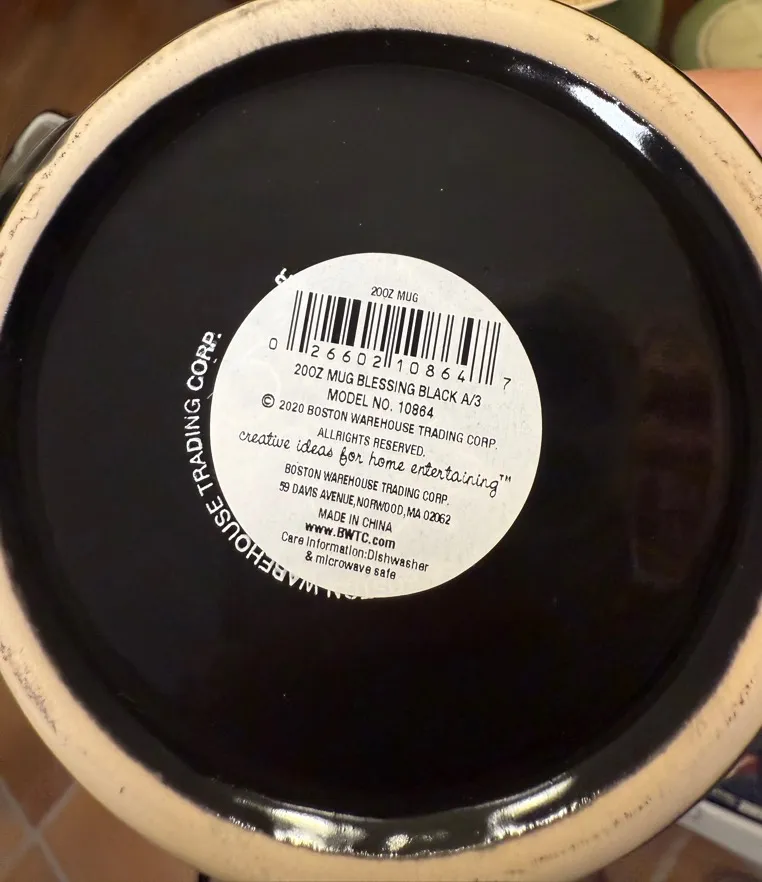 20OZ MUG
0 26602 10864 7
20OZ MUG BLESSING BLACK A/3
MODEL NO. 10864
© 2020 BOSTON WAREHOUSE TRADING CORP.
ALLRIGHTS RESERVED.
creative ideas for home entertaining™
BOSTON WAREHOUSE TRADING CORP.
59 DAVIS AVENUE,NORWOOD,MA 02062
MADE IN CHINA
www.BWTC.com
Care Information:Dishwasher
& microwave safe
WAREHOUSE TRADING CORP.